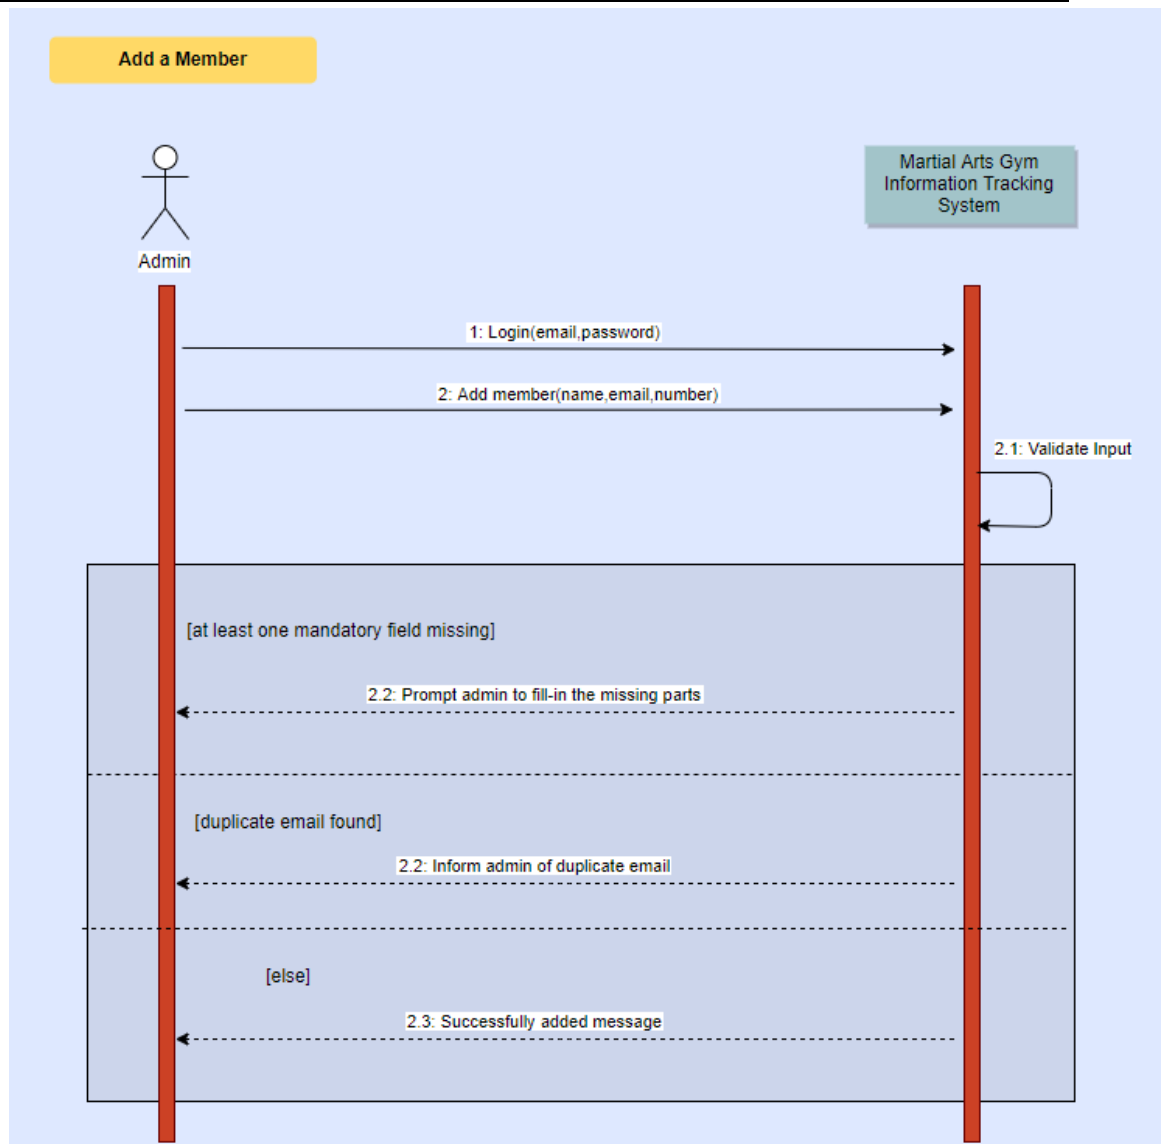 Add a Member
Martial Arts Gym
Information Tracking
System
Admin
1: Login(email,password)
2: Add member(name,email,number)
2.1: Validate Input
[at least one mandatory field missing]
2.2: Prompt admin to fill-in the missing parts
[duplicate email found]
2.2: Inform admin of duplicate email
[else]
2.3: Successfully added message